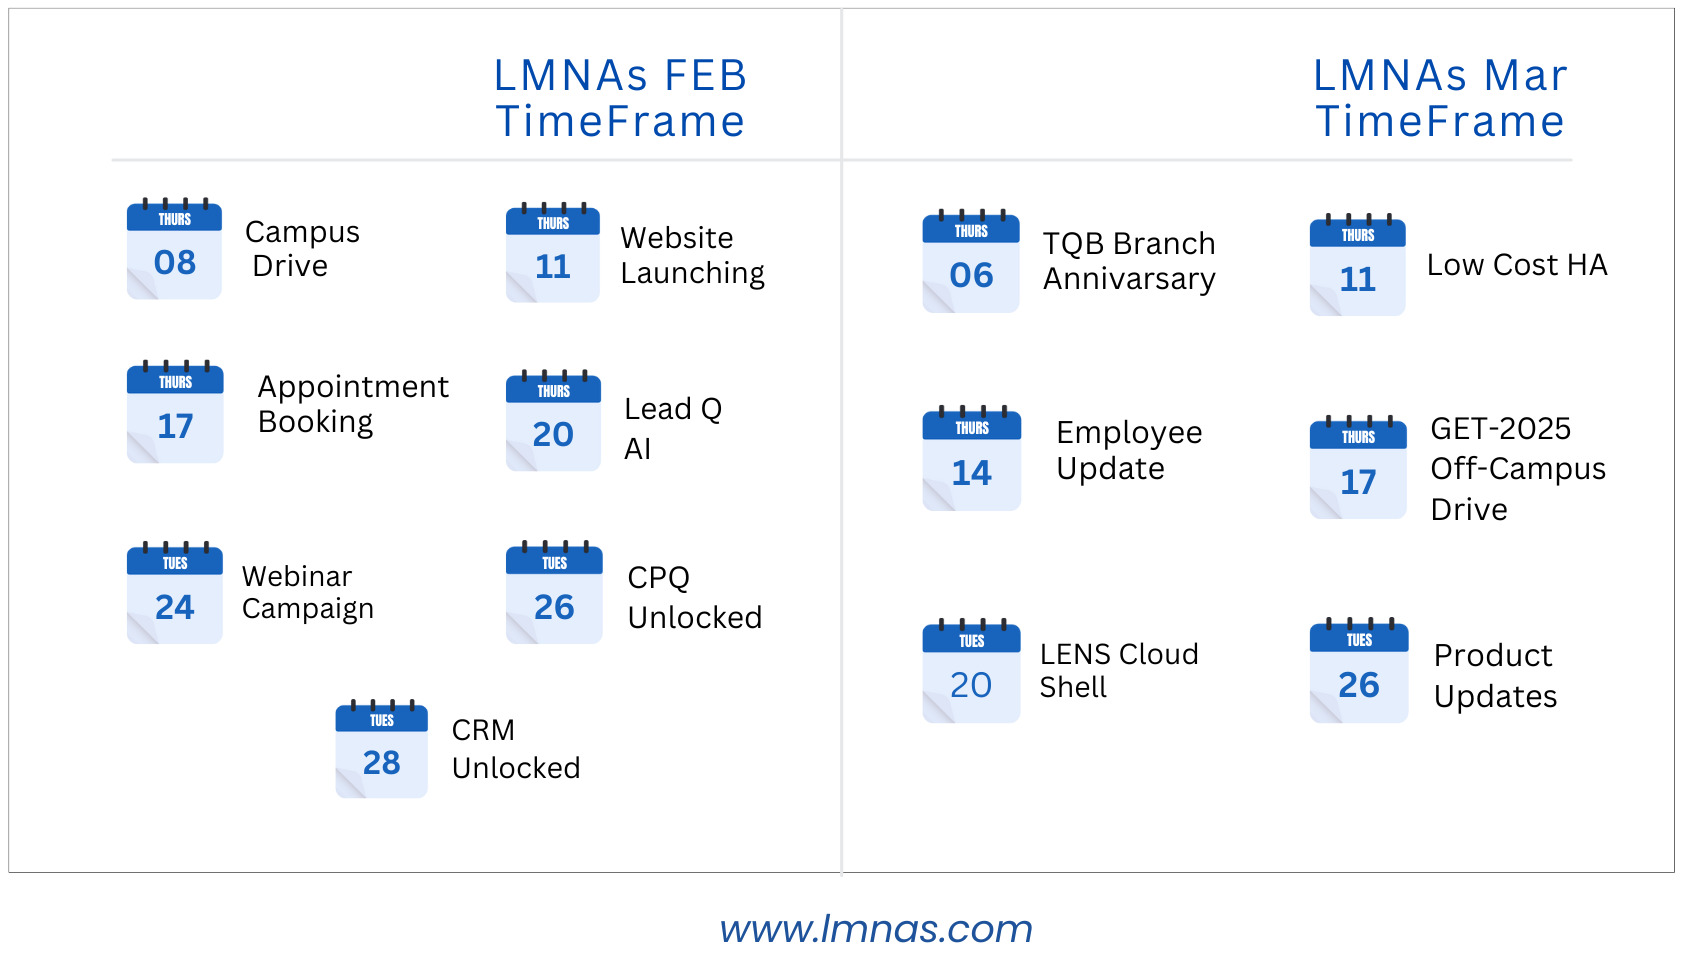 LMNAs FEB
TimeFrame
THURS
08
Campus
Drive
THURS
11
Website
Launching
THURS
17
Appointment
Booking
THURS
20
Lead Q
AI
TUES
24
Webinar
Campaign
TUES
26
CPQ
Unlocked
TUES
28
CRM
Unlocked
LMNAs Mar
TimeFrame
THURS
06
TQB Branch
Annivarsary
THURS
11
Low Cost HA
THURS
14
Employee
Update
THURS
17
GET-2025
Off-Campus
Drive
TUES
20
LENS Cloud
Shell
TUES
26
Product
Updates
www.lmnas.com